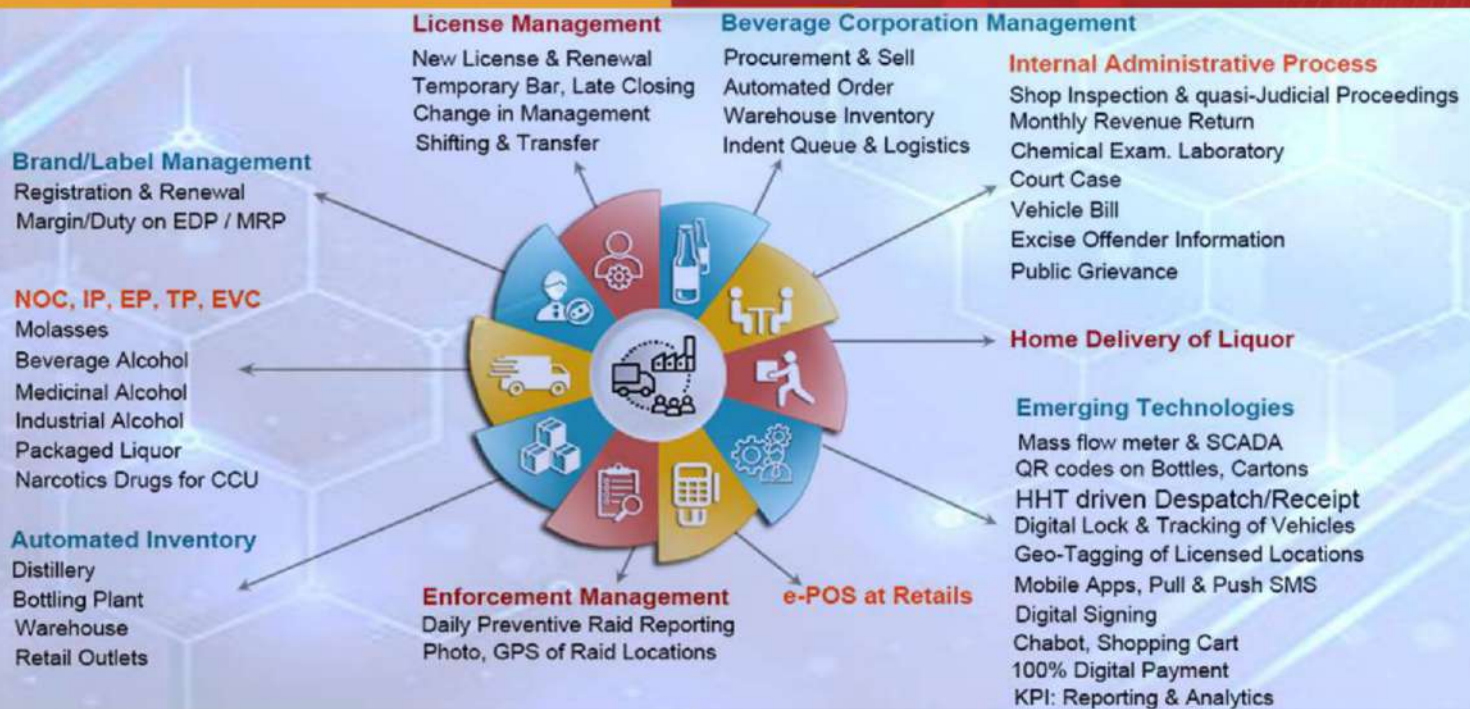 License Management
New License & Renewal
Temporary Bar, Late Closing
Change in Management
Shifting & Transfer
Beverage Corporation Management
Procurement & Sell
Automated Order
Warehouse Inventory
Indent Queue & Logistics
Internal Administrative Process
Shop Inspection & quasi-Judicial Proceedings
Monthly Revenue Return
Chemical Exam. Laboratory
Court Case
Vehicle Bill
Excise Offender Information
Public Grievance
Brand/Label Management
Registration & Renewal
Margin/Duty on EDP / MRP
NOC, IP, EP, TP, EVC
Molasses
Beverage Alcohol
Medicinal Alcohol
Industrial Alcohol
Packaged Liquor
Narcotics Drugs for CCU
Home Delivery of Liquor
Emerging Technologies
Mass flow meter & SCADA
QR codes on Bottles, Cartons
HHT driven Despatch/Receipt
Digital Lock & Tracking of Vehicles
Geo-Tagging of Licensed Locations
Mobile Apps, Pull & Push SMS
Digital Signing
Chabot, Shopping Cart
100% Digital Payment
KPI: Reporting & Analytics
Automated Inventory
Distillery
Bottling Plant
Warehouse
Retail Outlets
Enforcement Management
Daily Preventive Raid Reporting
Photo, GPS of Raid Locations
e-POS at Retails